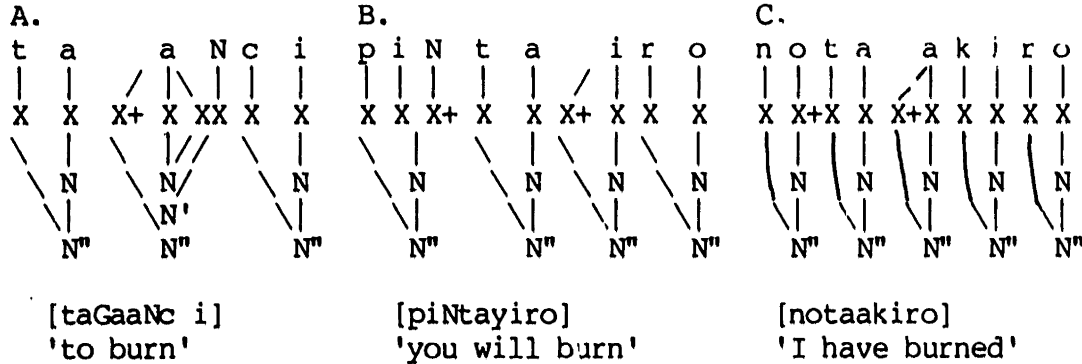 A. B. C.
t a a N c i p i N t a i r o n o t a a k i r o
X X X+ X XX X X X X X+ X X X+ X X X X X+X X+X X X X X
N N N N N N N N N N N N N
N'
N" N" N" N" N" N" N" N" N" N" N" N"
[taGaaNc i] [piNtayiro] [notaakiro]
'to burn' 'you will burn' 'I have burned'